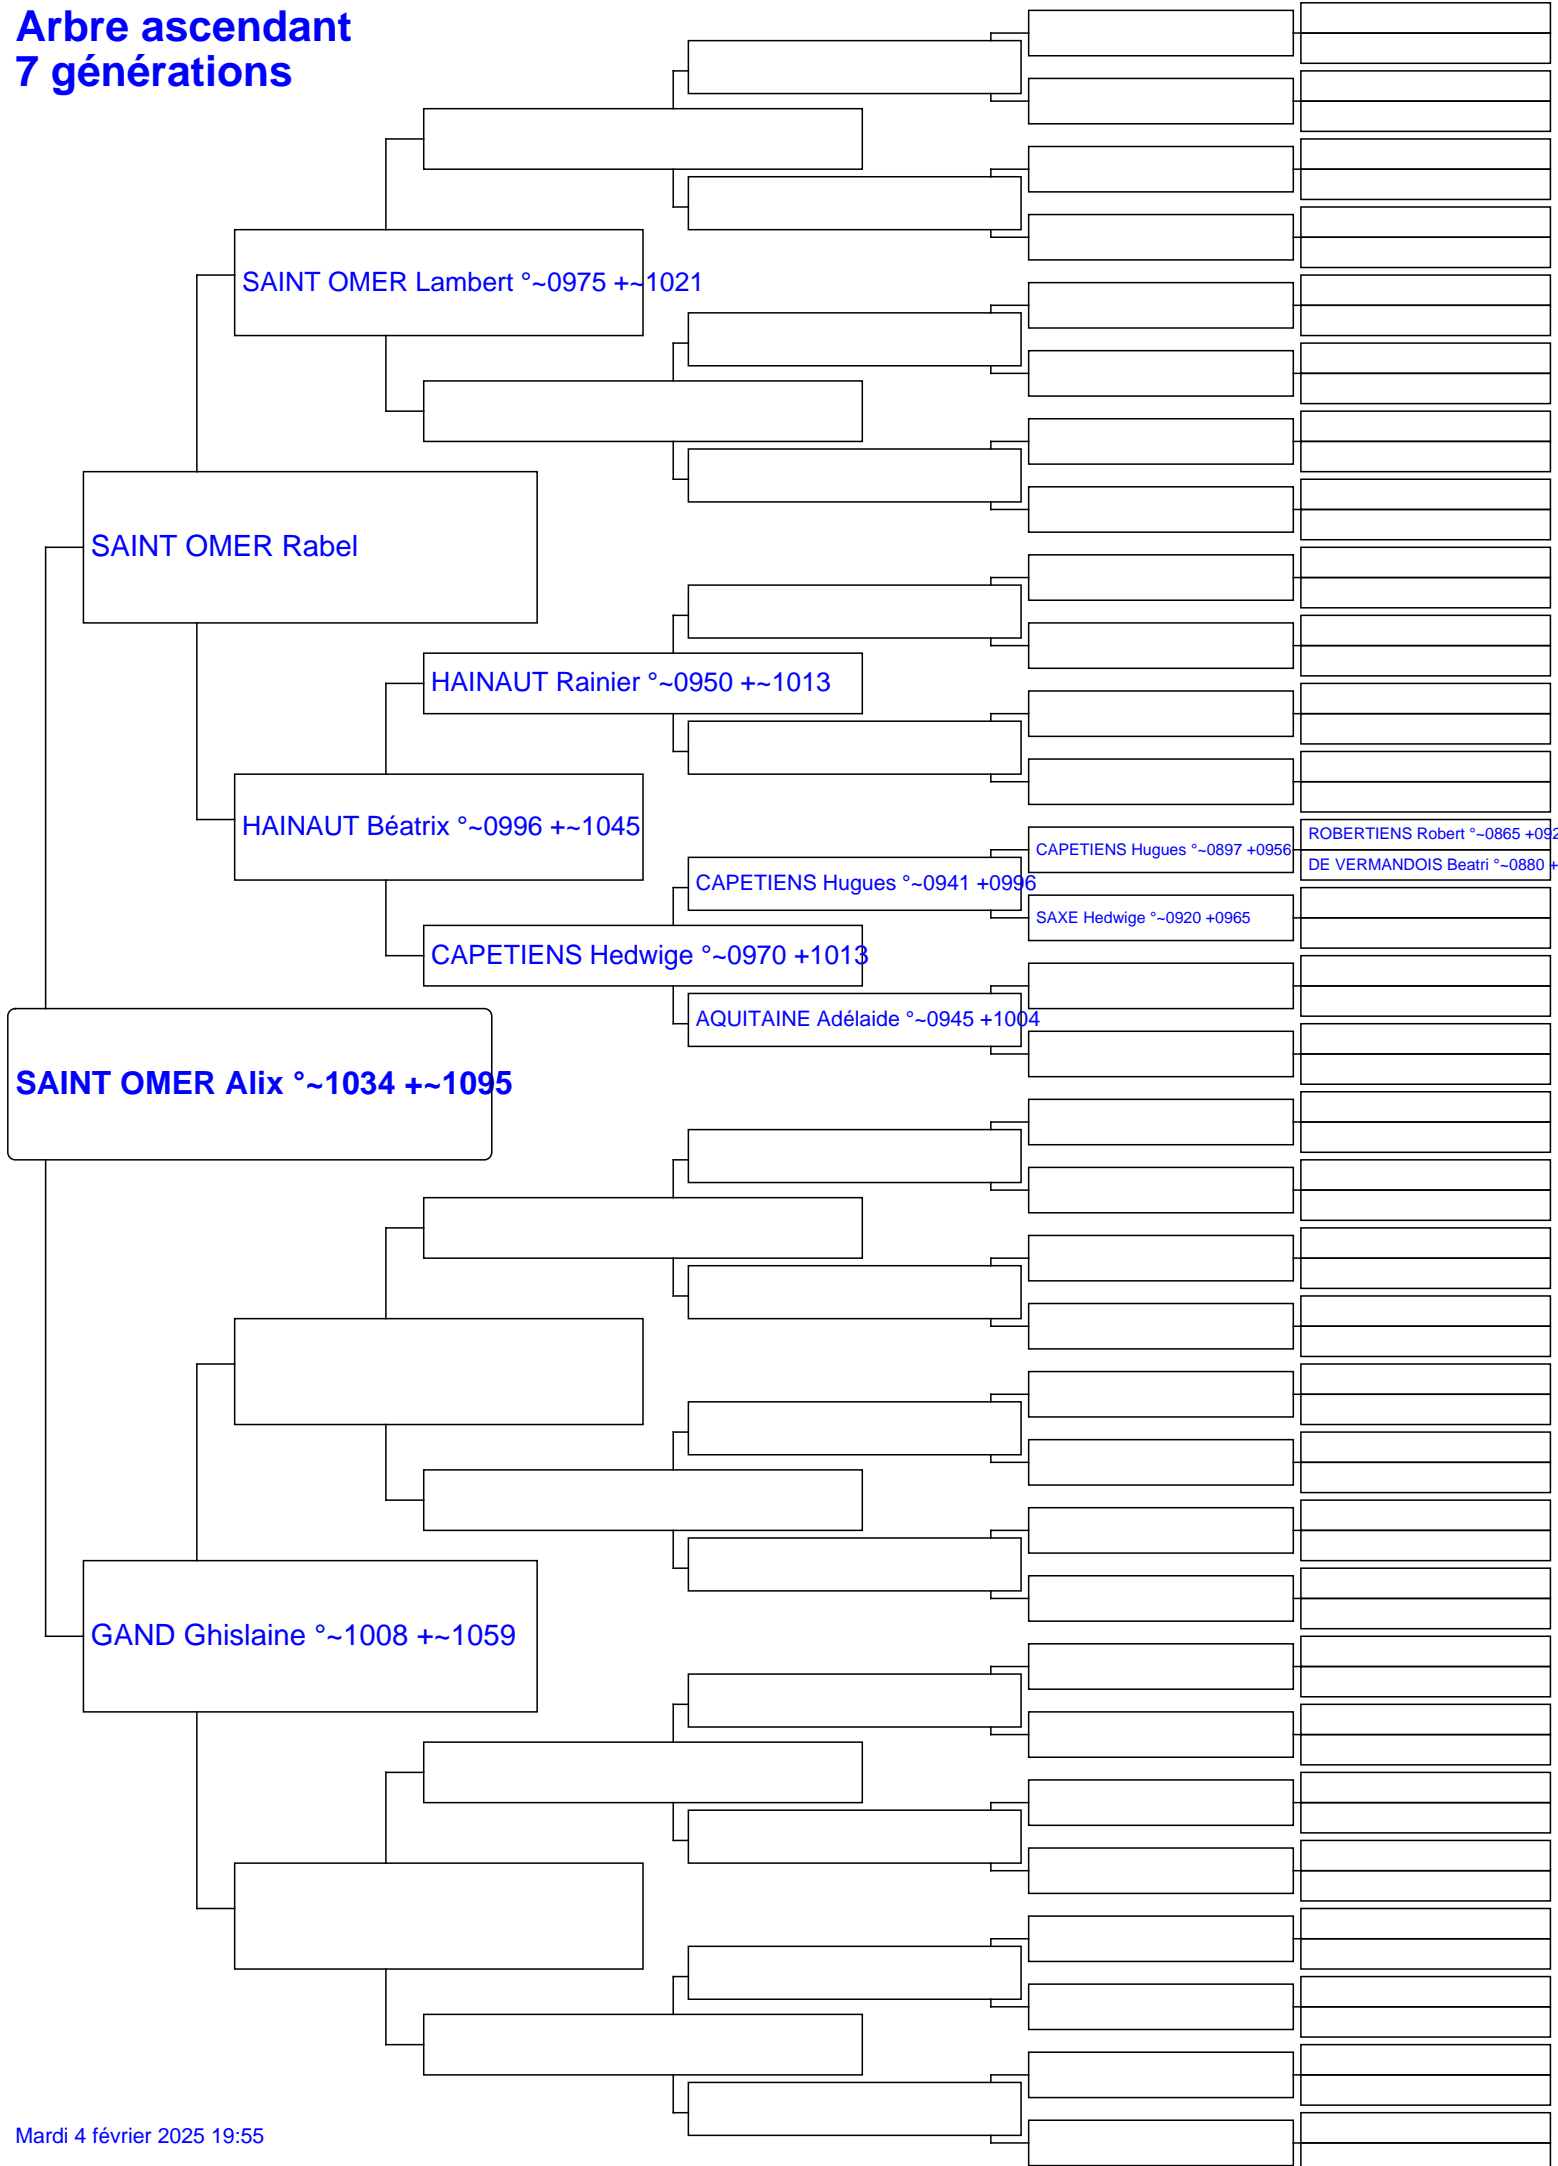 Arbre ascendant
7 générations
SAINT OMER Lambert °~0975 +~1021
SAINT OMER Rabel
HAINAUT Rainier °~0950 +~1013
HAINAUT Béatrix °~0996 +~1045
ROBERTIENS Robert °~0865 +092
CAPETIENS Hugues °~0897 +0956
DE VERMANDOIS Beatri °~0880 +
CAPETIENS Hugues °~0941 +0996
SAXE Hedwige °~0920 +0965
CAPETIENS Hedwige °~0970 +1013
AQUITAINE Adélaide °~0945 +1004
SAINT OMER Alix °~1034 +~1095
GAND Ghislaine °~1008 +~1059
Mardi 4 février 2025 19:55